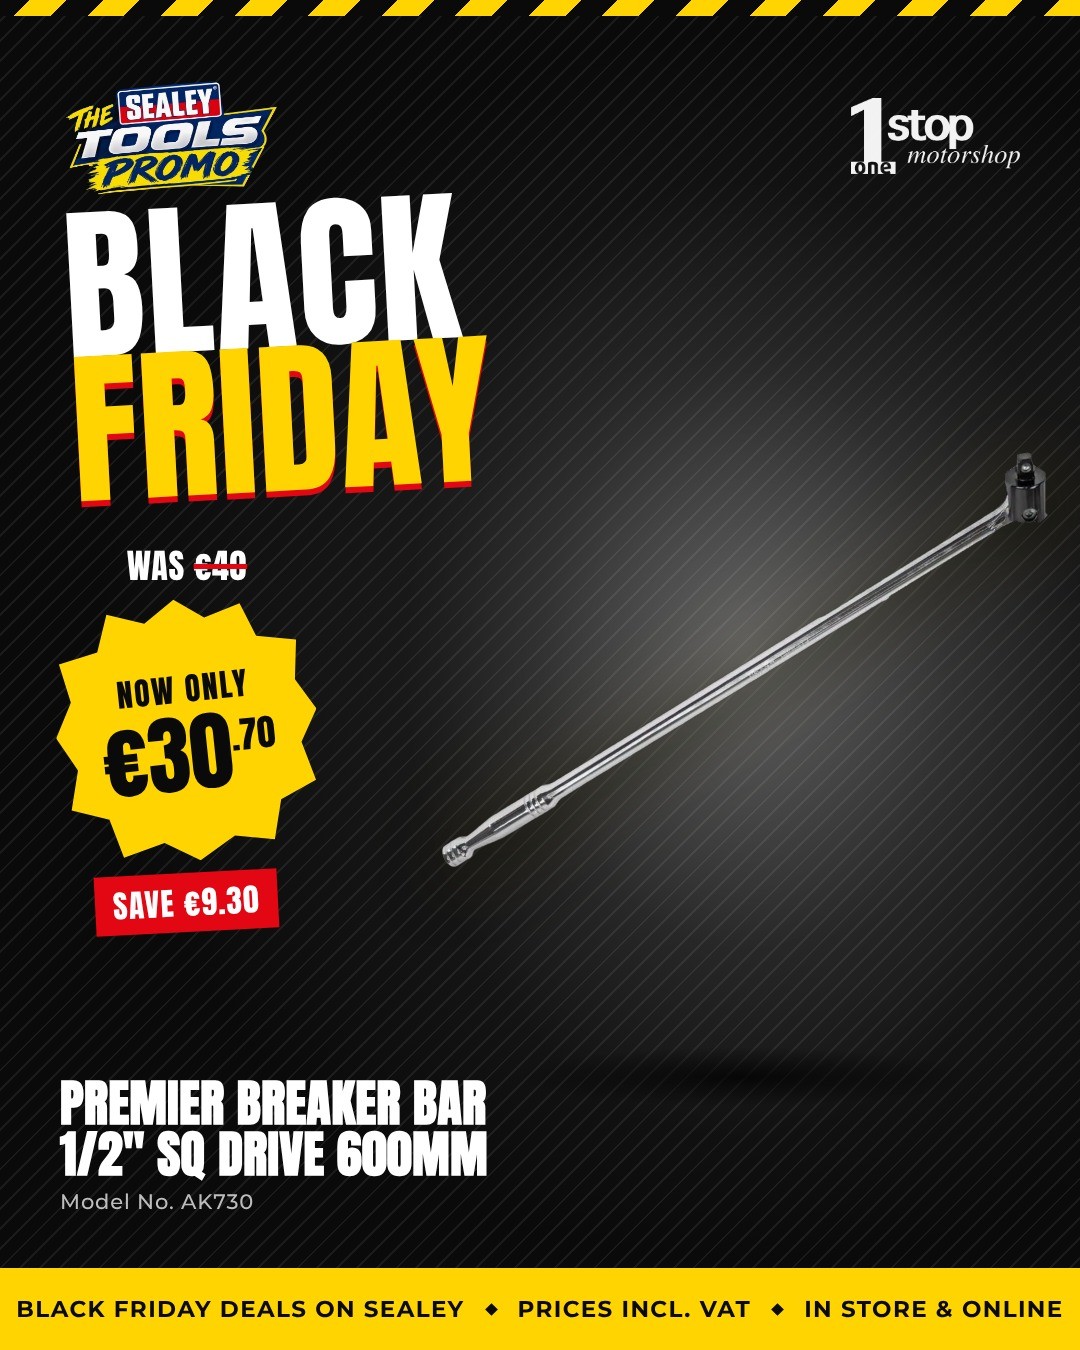 THE SEALEY
TOOLS
PROMO
1 stop
one motorshop
BLACK
FRIDAY
WAS €40
NOW ONLY
€30.70
SAVE €9.30
PREMIER BREAKER BAR
1/2" SQ DRIVE 600MM
Model No. AK730
BLACK FRIDAY DEALS ON SEALEY ◆ PRICES INCL. VAT ◆ IN STORE & ONLINE